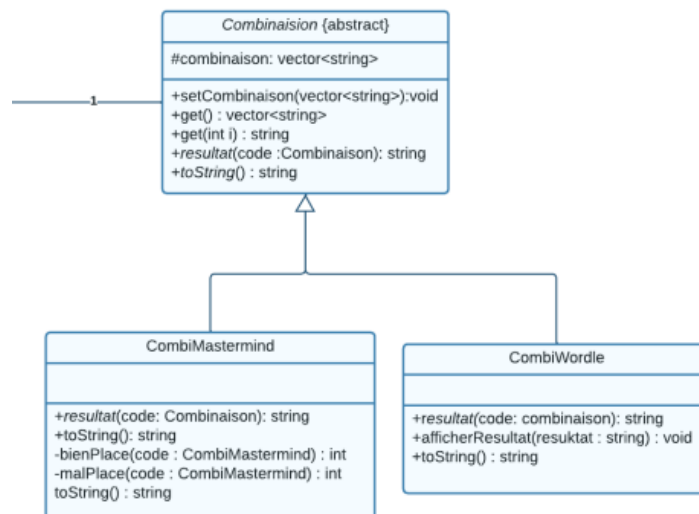 Combinaision {abstract}
#combinaison: vector<string>
1
+setCombinaison(vector<string>):void
+get() : vector<string>
+get(int i) : string
+resultat(code :Combinaison): string
+toString() : string
CombiMastermind
+resultat(code: Combinaison): string
+toString(): string
-bienPlace(code : CombiMastermind) : int
-malPlace(code : CombiMastermind) : int
toString() : string
CombiWordle
+resultat(code: combinaison): string
+afficherResultat(resuktat : string) : void
+toString() : string